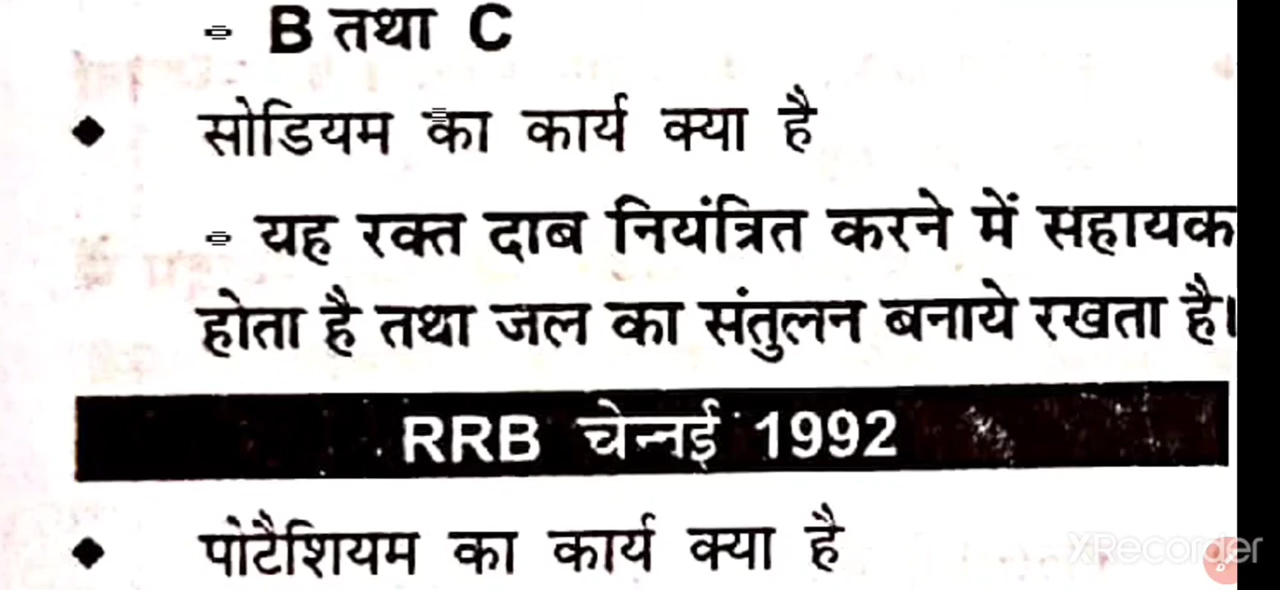 ⇨ B तथा C
◆ सोडियम का कार्य क्या है
⇨ यह रक्त दाब नियंत्रित करने में सहायक
होता है तथा जल का संतुलन बनाये रखता है।
RRB चेन्नई 1992
◆ पोटैशियम का कार्य क्या है
XRecorder